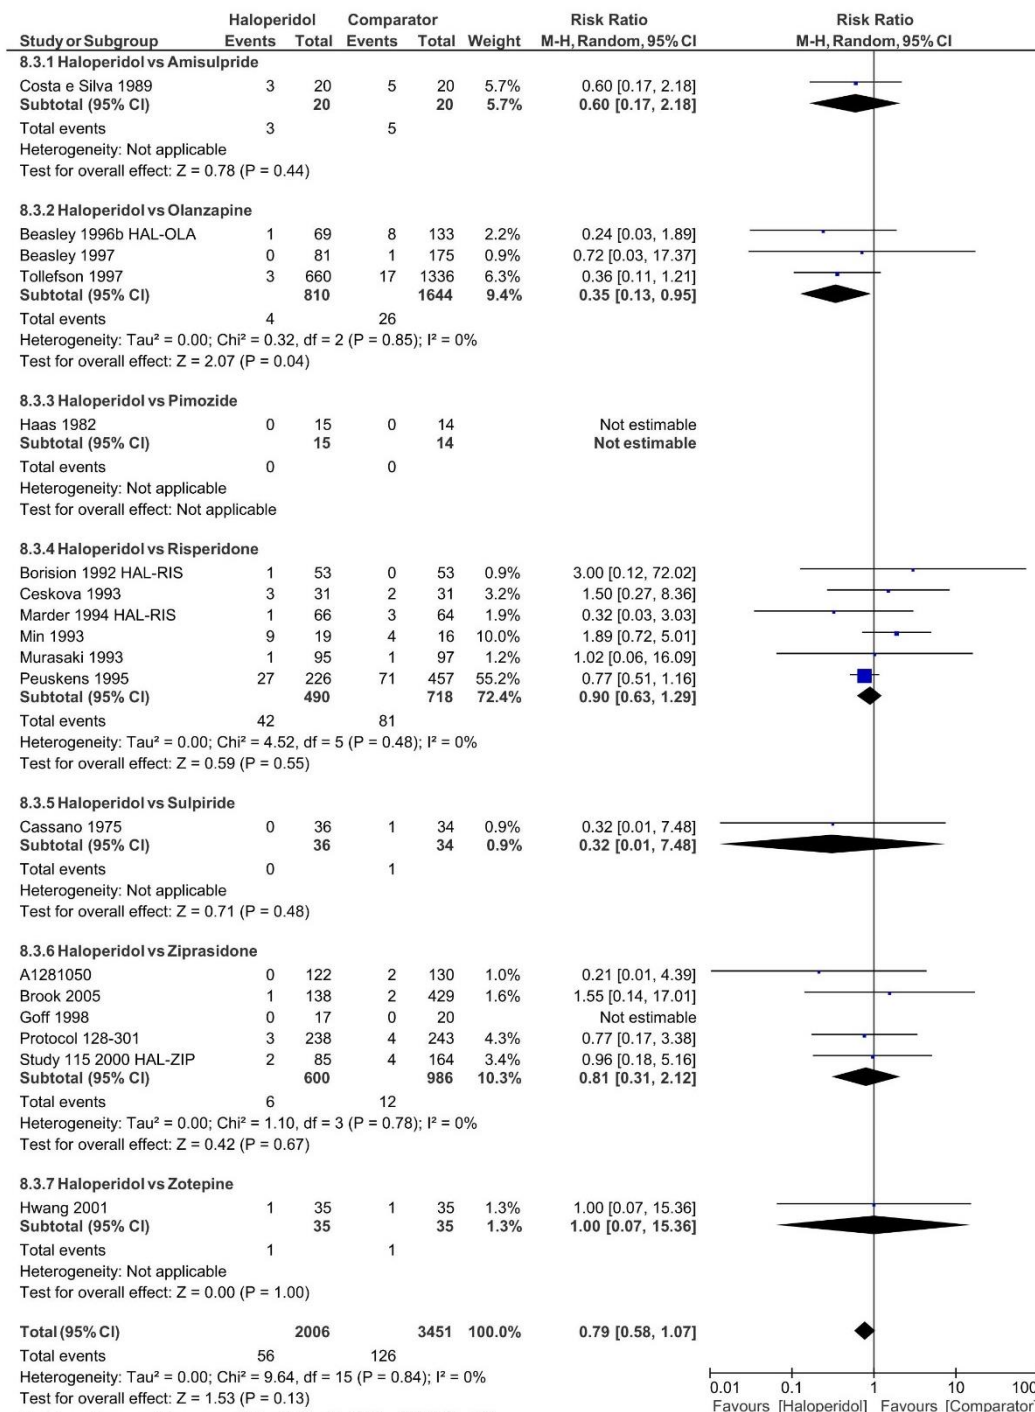 Haloperidol Comparator Risk Ratio Risk Ratio
Study or Subgroup Events Total Events Total Weight M-H, Random, 95% CI M-H, Random, 95% CI
8.3.1 Haloperidol vs Amisulpride
Costa e Silva 1989 3 20 5 20 5.7% 0.60 [0.17, 2.18]
Subtotal (95% CI) 20 20 5.7% 0.60 [0.17, 2.18]
Total events 3 5
Heterogeneity: Not applicable
Test for overall effect: Z = 0.78 (P = 0.44)
8.3.2 Haloperidol vs Olanzapine
Beasley 1996b HAL-OLA 1 69 8 133 2.2% 0.24 [0.03, 1.89]
Beasley 1997 0 81 1 175 0.9% 0.72 [0.03, 17.37]
Tollefson 1997 3 660 17 1336 6.3% 0.36 [0.11, 1.21]
Subtotal (95% CI) 810 1644 9.4% 0.35 [0.13, 0.95]
Total events 4 26
Heterogeneity: Tau² = 0.00; Chi² = 0.32, df = 2 (P = 0.85); I² = 0%
Test for overall effect: Z = 2.07 (P = 0.04)
8.3.3 Haloperidol vs Pimozide
Haas 1982 0 15 0 14 Not estimable
Subtotal (95% CI) 15 14 Not estimable
Total events 0 0
Heterogeneity: Not applicable
Test for overall effect: Not applicable
8.3.4 Haloperidol vs Risperidone
Borision 1992 HAL-RIS 1 53 0 53 0.9% 3.00 [0.12, 72.02]
Ceskova 1993 3 31 2 31 3.2% 1.50 [0.27, 8.36]
Marder 1994 HAL-RIS 1 66 3 64 1.9% 0.32 [0.03, 3.03]
Min 1993 9 19 4 16 10.0% 1.89 [0.72, 5.01]
Murasaki 1993 1 95 1 97 1.2% 1.02 [0.06, 16.09]
Peuskens 1995 27 226 71 457 55.2% 0.77 [0.51, 1.16]
Subtotal (95% CI) 490 718 72.4% 0.90 [0.63, 1.29]
Total events 42 81
Heterogeneity: Tau² = 0.00; Chi² = 4.52, df = 5 (P = 0.48); I² = 0%
Test for overall effect: Z = 0.59 (P = 0.55)
8.3.5 Haloperidol vs Sulpiride
Cassano 1975 0 36 1 34 0.9% 0.32 [0.01, 7.48]
Subtotal (95% CI) 36 34 0.9% 0.32 [0.01, 7.48]
Total events 0 1
Heterogeneity: Not applicable
Test for overall effect: Z = 0.71 (P = 0.48)
8.3.6 Haloperidol vs Ziprasidone
A1281050 0 122 2 130 1.0% 0.21 [0.01, 4.39]
Brook 2005 1 138 2 429 1.6% 1.55 [0.14, 17.01]
Goff 1998 0 17 0 20 Not estimable
Protocol 128-301 3 238 4 243 4.3% 0.77 [0.17, 3.38]
Study 115 2000 HAL-ZIP 2 85 4 164 3.4% 0.96 [0.18, 5.16]
Subtotal (95% CI) 600 986 10.3% 0.81 [0.31, 2.12]
Total events 6 12
Heterogeneity: Tau² = 0.00; Chi² = 1.10, df = 3 (P = 0.78); I² = 0%
Test for overall effect: Z = 0.42 (P = 0.67)
8.3.7 Haloperidol vs Zotepine
Hwang 2001 1 35 1 35 1.3% 1.00 [0.07, 15.36]
Subtotal (95% CI) 35 35 1.3% 1.00 [0.07, 15.36]
Total events 1 1
Heterogeneity: Not applicable
Test for overall effect: Z = 0.00 (P = 1.00)
Total (95% CI) 2006 3451 100.0% 0.79 [0.58, 1.07]
Total events 56 126
Heterogeneity: Tau² = 0.00; Chi² = 9.64, df = 15 (P = 0.84); I² = 0%
Test for overall effect: Z = 1.53 (P = 0.13)
0.01 0.1 1 10 100
Favours [Haloperidol] Favours [Comparator]